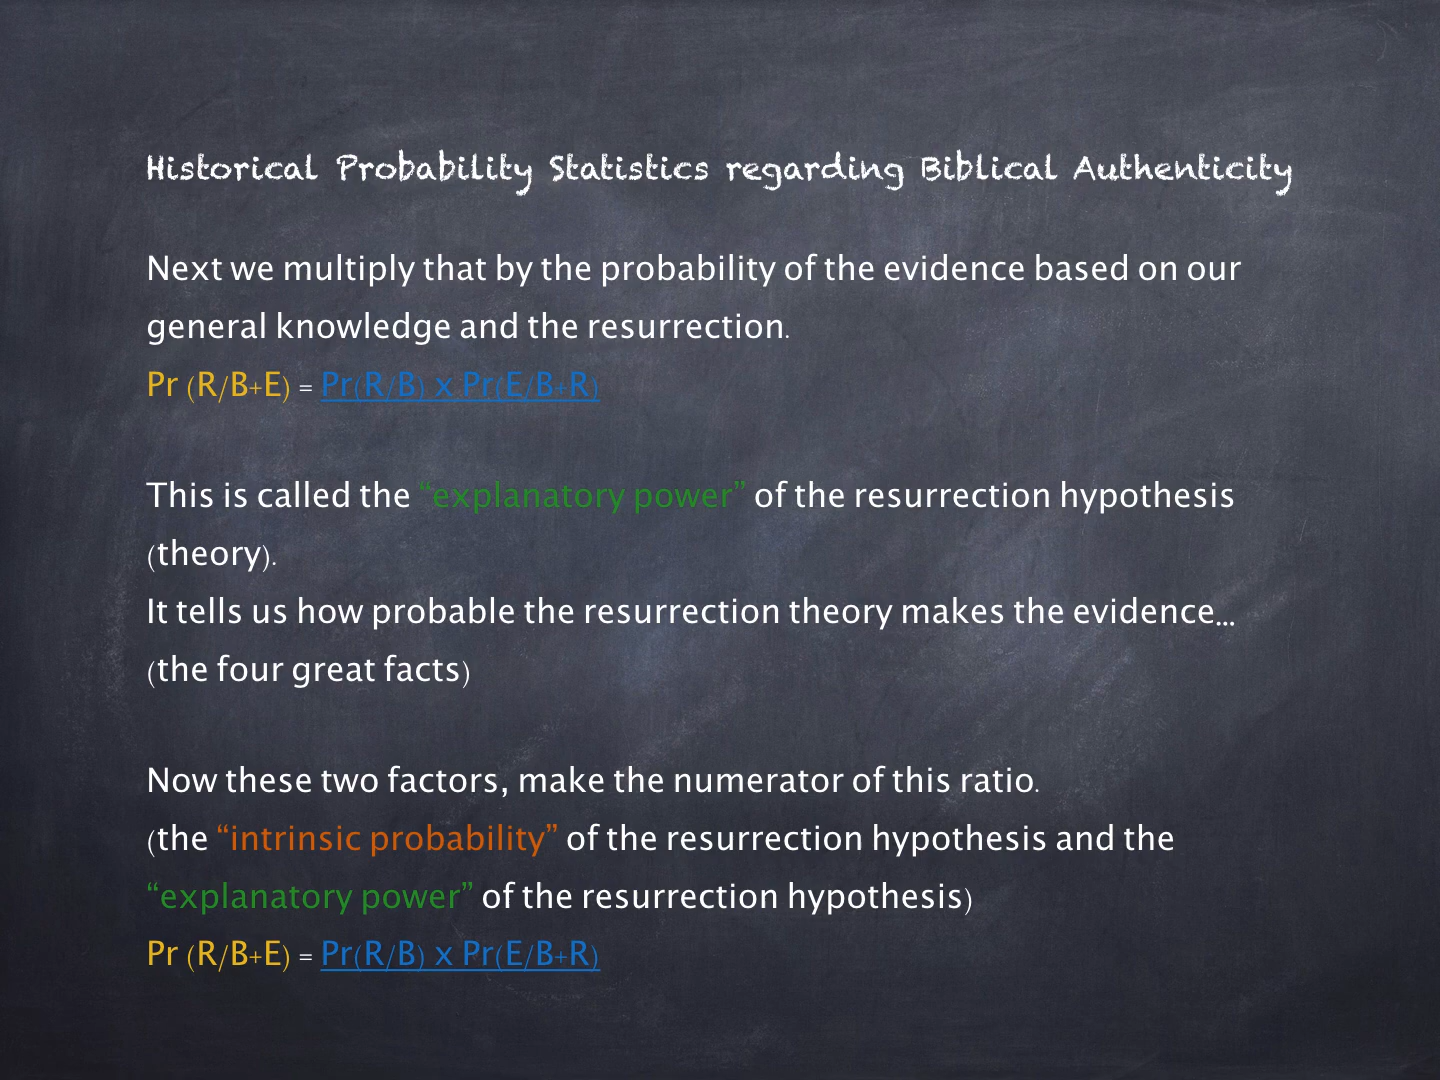 Historical Probability Statistics regarding Biblical Authenticity
Next we multiply that by the probability of the evidence based on our
general knowledge and the resurrection.
Pr (R/B+E) = Pr(R/B) x Pr(E/B+R)
This is called the “explanatory power” of the resurrection hypothesis
(theory).
It tells us how probable the resurrection theory makes the evidence...
(the four great facts)
Now these two factors, make the numerator of this ratio.
(the “intrinsic probability” of the resurrection hypothesis and the
“explanatory power” of the resurrection hypothesis)
Pr (R/B+E) = Pr(R/B) x Pr(E/B+R)